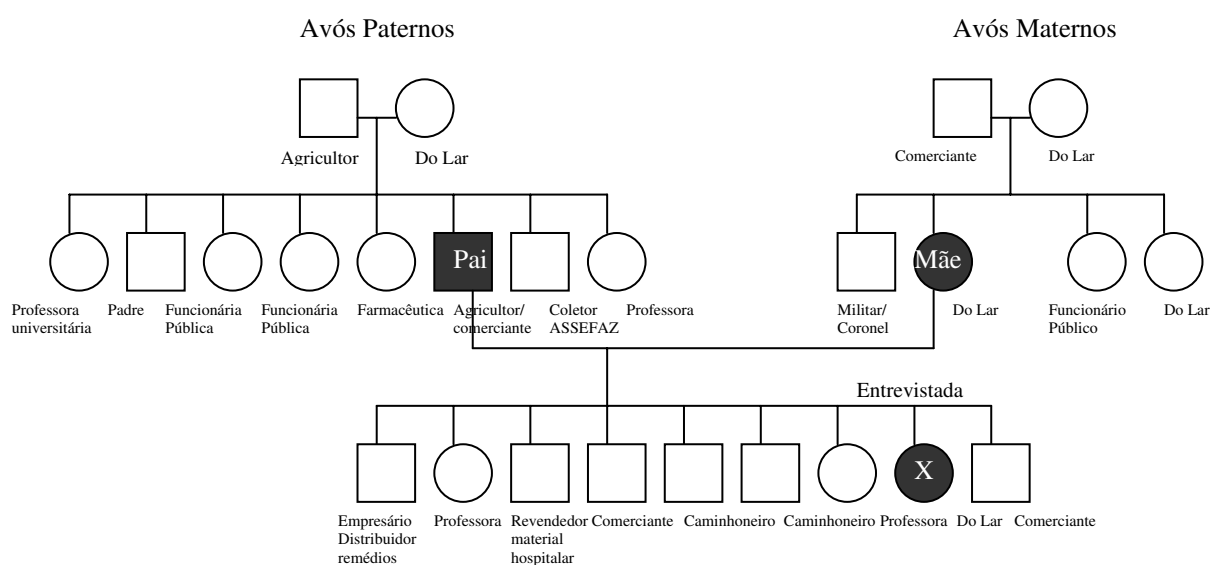 Avós Paternos
Avós Maternos
Agricultor
Do Lar
Comerciante
Do Lar
Professora
universitária
Padre
Funcionária
Pública
Funcionária
Pública
Farmacêutica
Pai
Agricultor/
comerciante
Coletor
ASSEFAZ
Professora
Militar/
Coronel
Mãe
Do Lar
Funcionário
Público
Do Lar
Entrevistada
Empresário
Distribuidor
remédios
Professora
Revendedor
material
hospitalar
Comerciante
Caminhoneiro
Caminhoneiro
Professora
X
Do Lar
Comerciante